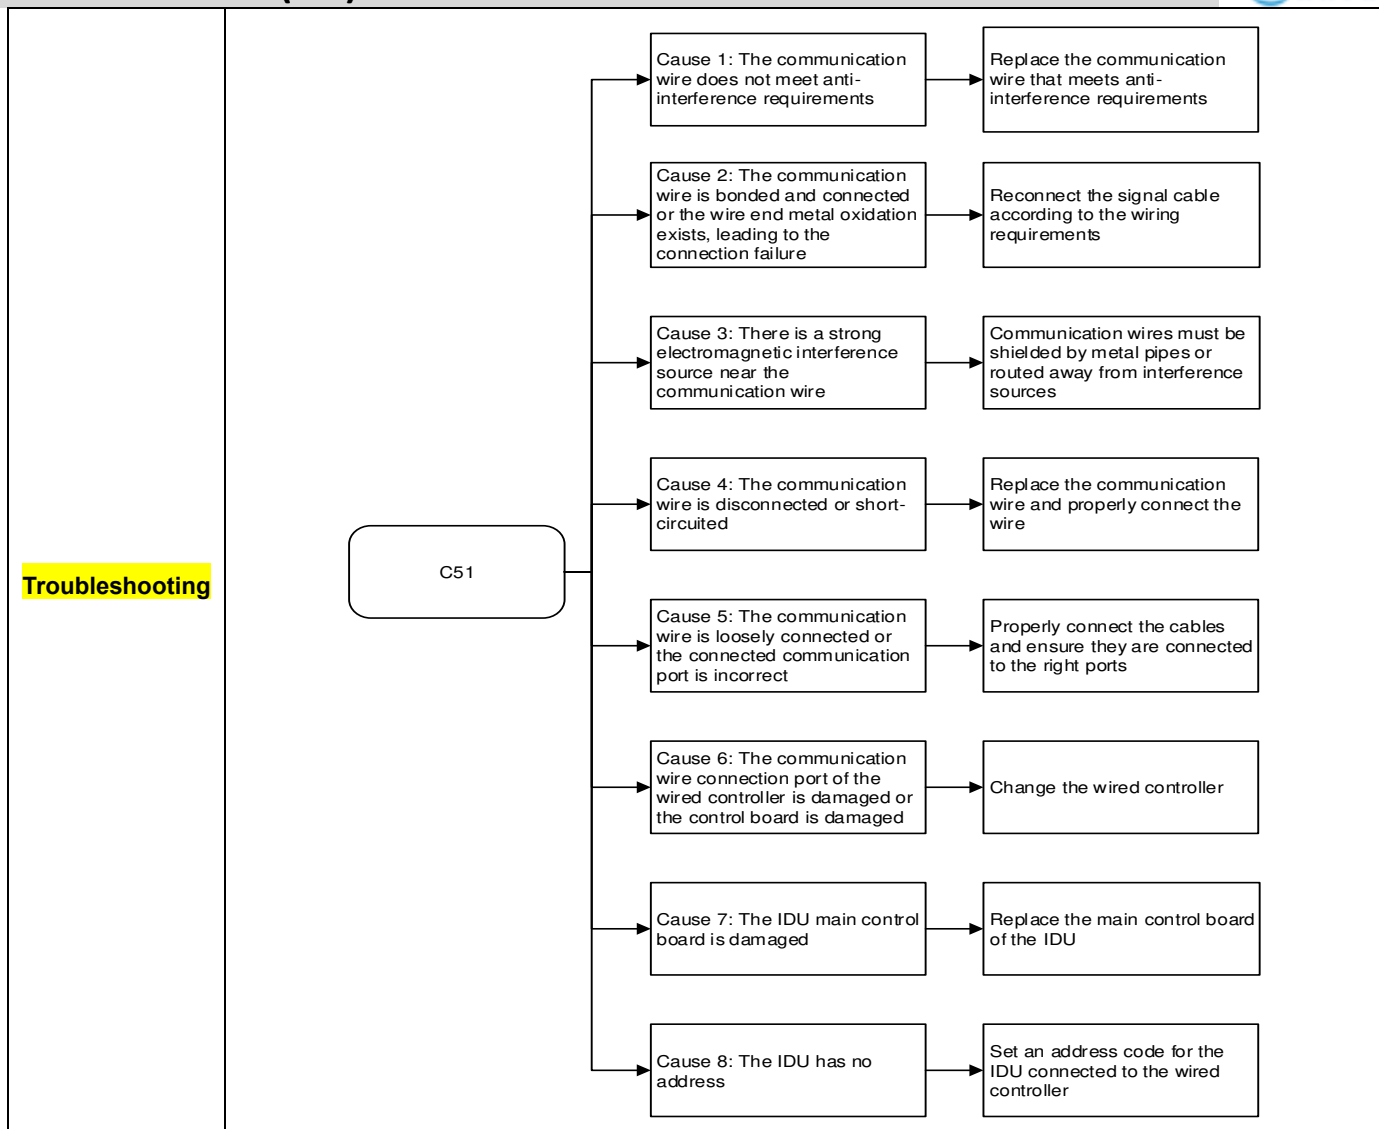 Troubleshooting
C51
Cause 1: The communication
wire does not meet anti-
interference requirements
Replace the communication
wire that meets anti-
interference requirements
Cause 2: The communication
wire is bonded and connected
or the wire end metal oxidation
exists, leading to the
connection failure
Reconnect the signal cable
according to the wiring
requirements
Cause 3: There is a strong
electromagnetic interference
source near the
communication wire
Communication wires must be
shielded by metal pipes or
routed away from interference
sources
Cause 4: The communication
wire is disconnected or short-
circuited
Replace the communication
wire and properly connect the
wire
Cause 5: The communication
wire is loosely connected or
the connected communication
port is incorrect
Properly connect the cables
and ensure they are connected
to the right ports
Cause 6: The communication
wire connection port of the
wired controller is damaged or
the control board is damaged
Change the wired controller
Cause 7: The IDU main control
board is damaged
Replace the main control board
of the IDU
Cause 8: The IDU has no
address
Set an address code for the
IDU connected to the wired
controller